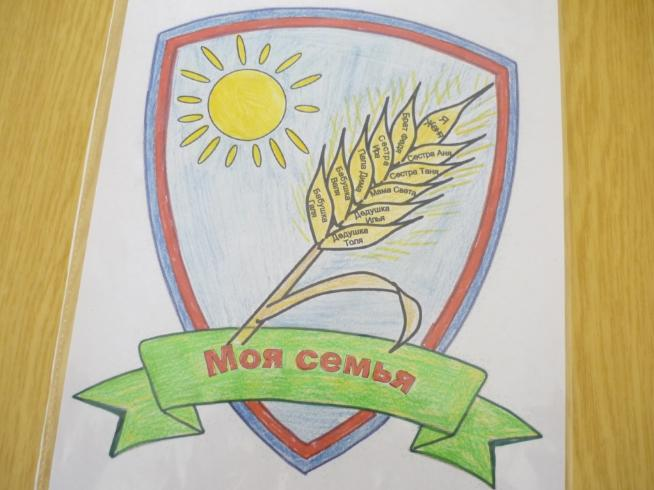 Я
Женя
Брат Федя
Сестра
Ира
Папа Дима
Бабушка
Валя
Бабушка
Галя
Сестра Аня
Сестра Таня
Мама Света
Дедушка
Илья
Дедушка
Толя
Моя семья